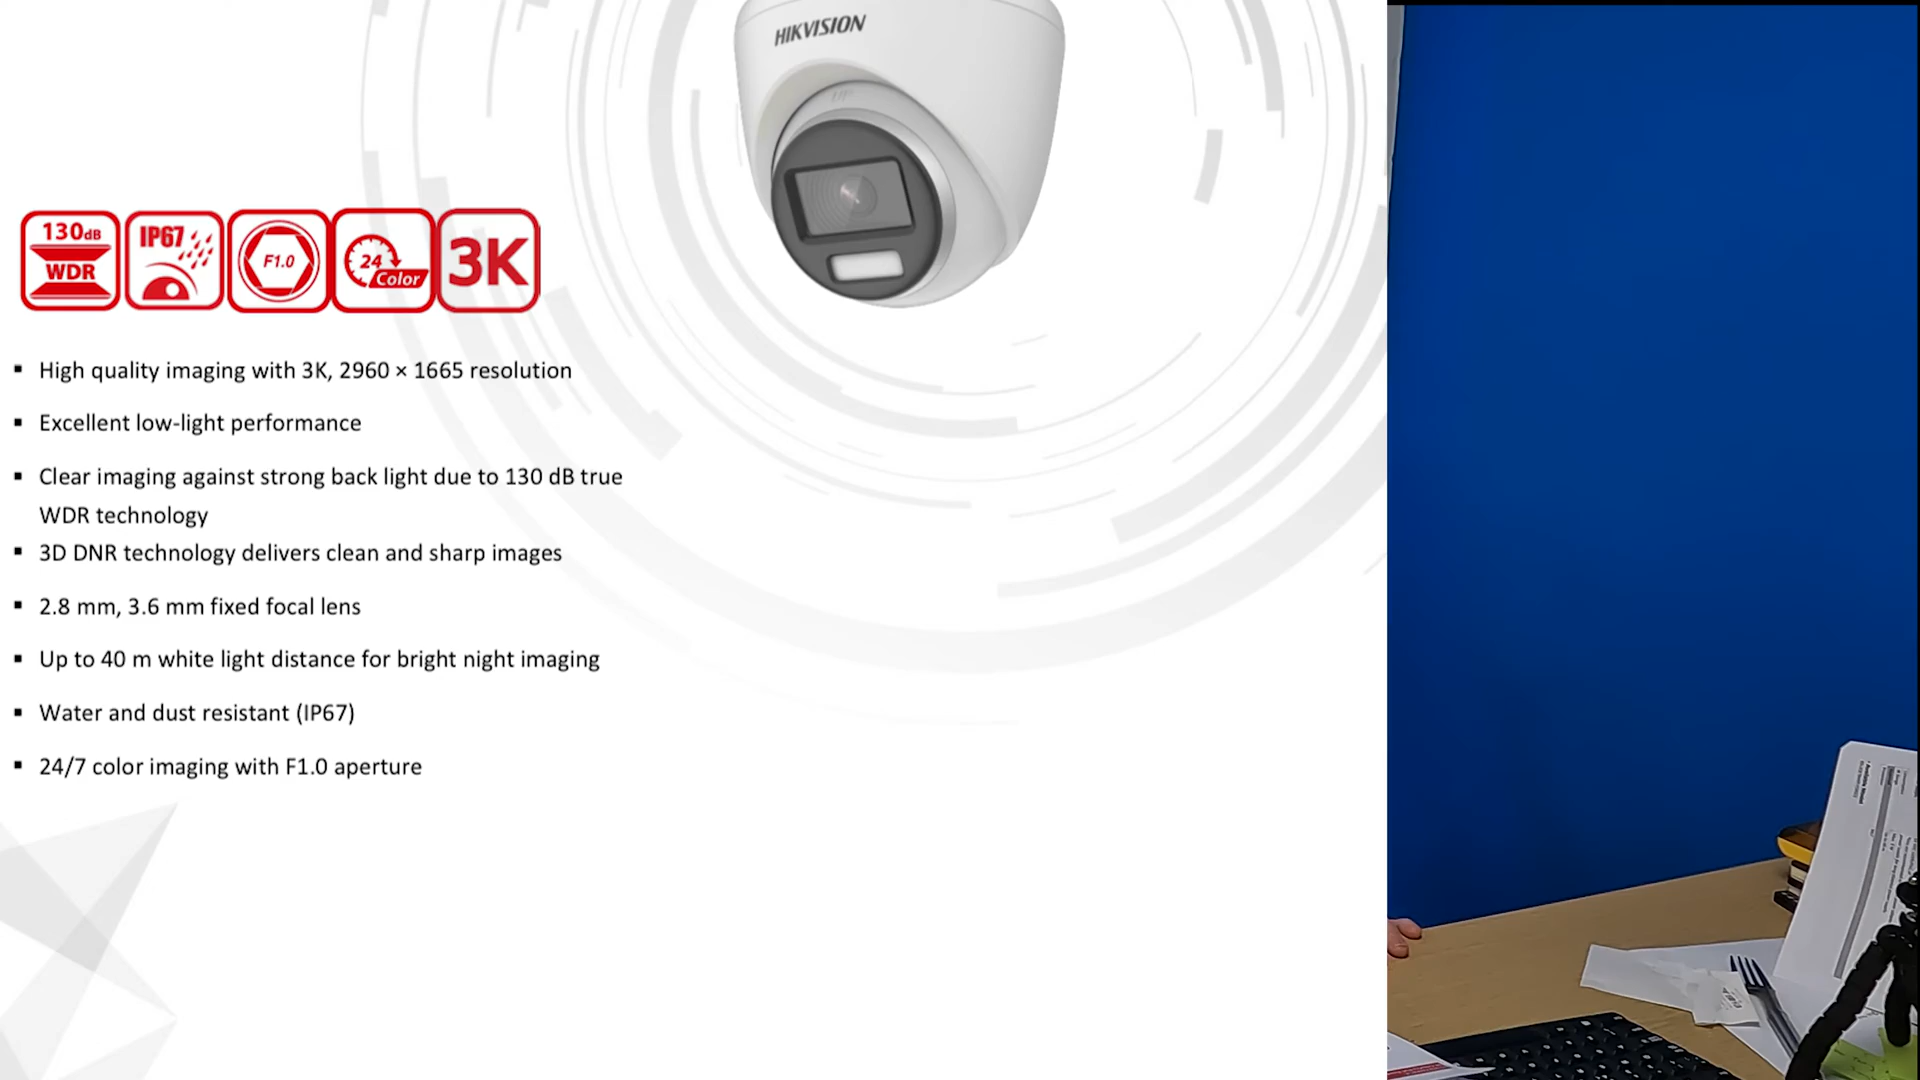 HIKVISION
130dB
WDR
IP67
F1.0
24
Color
3K
▪ High quality imaging with 3K, 2960 × 1665 resolution
▪ Excellent low-light performance
▪ Clear imaging against strong back light due to 130 dB true
WDR technology
▪ 3D DNR technology delivers clean and sharp images
▪ 2.8 mm, 3.6 mm fixed focal lens
▪ Up to 40 m white light distance for bright night imaging
▪ Water and dust resistant (IP67)
▪ 24/7 color imaging with F1.0 aperture